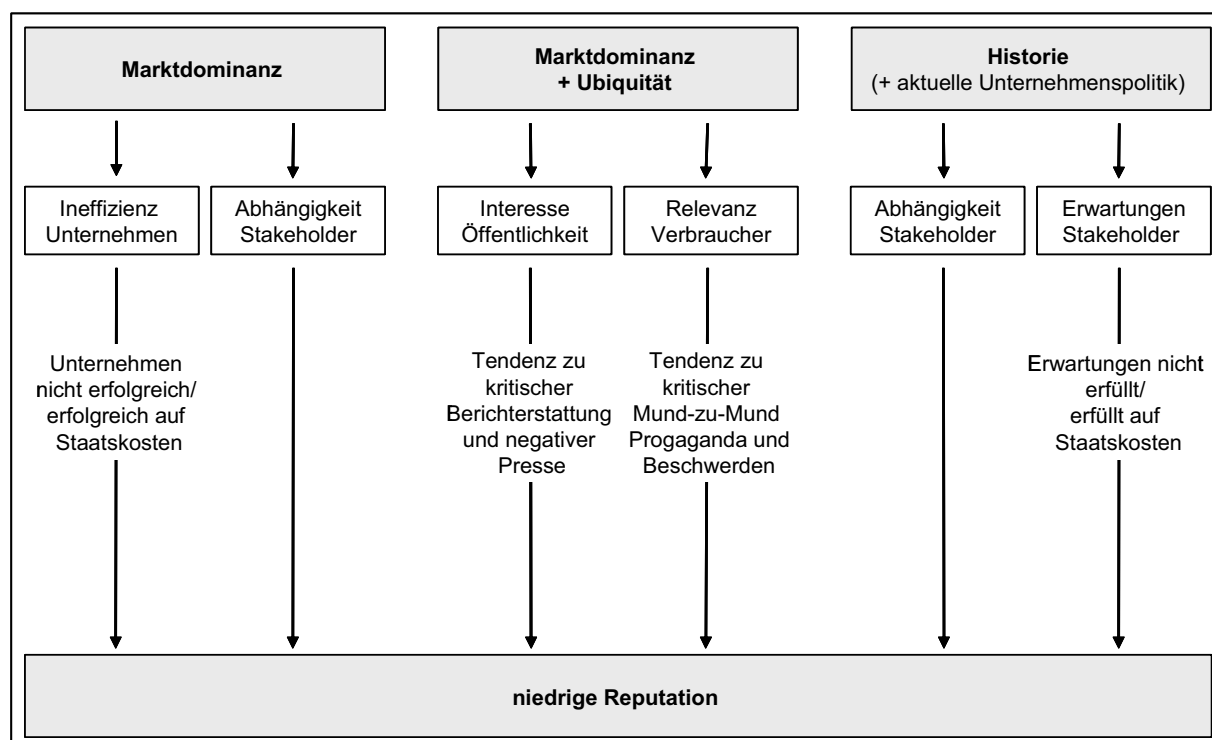 Marktdominanz
Marktdominanz
+ Ubiquität
Historie
(+ aktuelle Unternehmenspolitik)
Ineffizienz
Unternehmen
Abhängigkeit
Stakeholder
Interesse
Öffentlichkeit
Relevanz
Verbraucher
Abhängigkeit
Stakeholder
Erwartungen
Stakeholder
Unternehmen
nicht erfolgreich/
erfolgreich auf
Staatskosten
Tendenz zu
kritischer
Berichterstattung
und negativer
Presse
Tendenz zu
kritischer
Mund-zu-Mund
Progaganda und
Beschwerden
Erwartungen nicht
erfüllt/
erfüllt auf
Staatskosten
niedrige Reputation